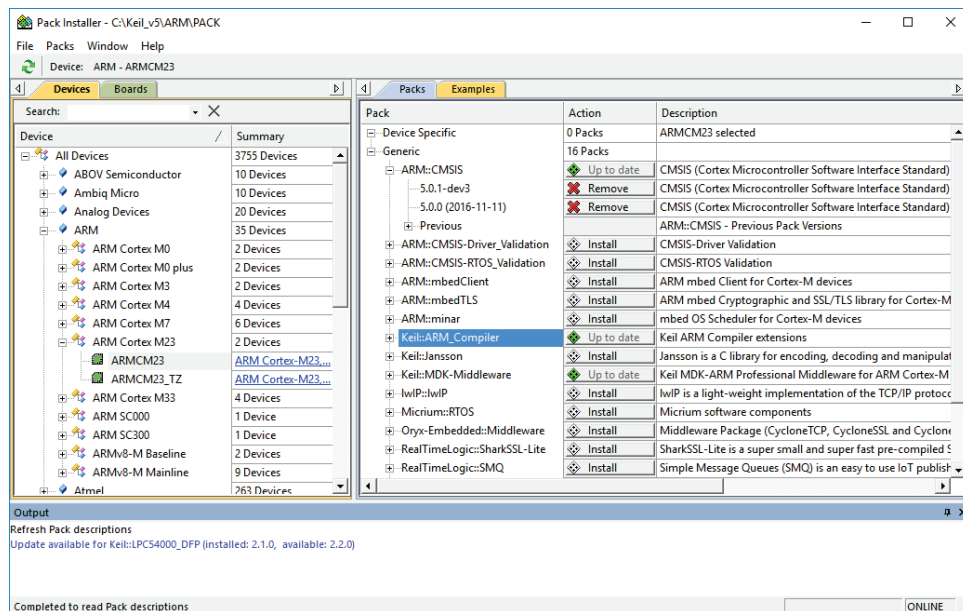 Pack Installer - C:\Keil_v5\ARM\PACK
File Packs Window Help
Device: ARM - ARMCM23
Devices Boards
Search:
Device / Summary
All Devices 3755 Devices
ABOV Semiconductor 10 Devices
Ambiq Micro 10 Devices
Analog Devices 20 Devices
ARM 35 Devices
ARM Cortex M0 2 Devices
ARM Cortex M0 plus 2 Devices
ARM Cortex M3 2 Devices
ARM Cortex M4 4 Devices
ARM Cortex M7 6 Devices
ARM Cortex M23 2 Devices
ARMCM23 ARM Cortex-M23,...
ARMCM23_TZ ARM Cortex-M23,...
ARM Cortex M33 4 Devices
ARM SC000 1 Device
ARM SC300 1 Device
ARMv8-M Baseline 2 Devices
ARMv8-M Mainline 9 Devices
Atmel 263 Devices
Packs Examples
Pack Action Description
Device Specific 0 Packs ARMCM23 selected
Generic 16 Packs
ARM::CMSIS Up to date CMSIS (Cortex Microcontroller Software Interface Standard)
5.0.1-dev3 Remove CMSIS (Cortex Microcontroller Software Interface Standard)
5.0.0 (2016-11-11) Remove CMSIS (Cortex Microcontroller Software Interface Standard)
Previous ARM::CMSIS - Previous Pack Versions
ARM::CMSIS-Driver_Validation Install CMSIS-Driver Validation
ARM::CMSIS-RTOS_Validation Install CMSIS-RTOS Validation
ARM::mbedClient Install ARM mbed Client for Cortex-M devices
ARM::mbedTLS Install ARM mbed Cryptographic and SSL/TLS library for Cortex-M
ARM::minar Install mbed OS Scheduler for Cortex-M devices
Keil::ARM_Compiler Up to date Keil ARM Compiler extensions
Keil::Jansson Install Jansson is a C library for encoding, decoding and manipulat
Keil::MDK-Middleware Up to date Keil MDK-ARM Professional Middleware for ARM Cortex-M
lwIP::lwIP Install lwIP is a light-weight implementation of the TCP/IP protoc
Micrium::RTOS Install Micrium software components
Oryx-Embedded::Middleware Install Middleware Package (CycloneTCP, CycloneSSL and Cyclone
RealTimeLogic::SharkSSL-Lite Install SharkSSL-Lite is a super small and super fast pre-compiled S
RealTimeLogic::SMQ Install Simple Message Queues (SMQ) is an easy to use IoT publish
Output
Refresh Pack descriptions
Update available for Keil::LPC54000_DFP (installed: 2.1.0, available: 2.2.0)
Completed to read Pack descriptions ONLINE